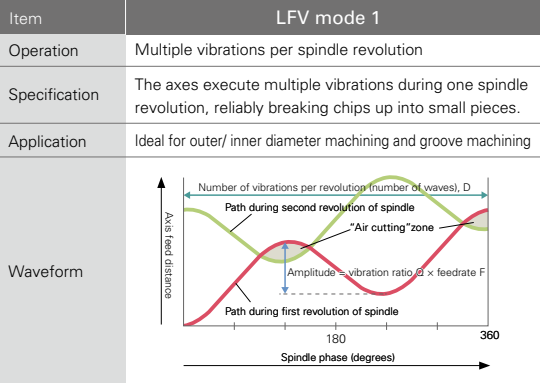 Item
LFV mode 1
Operation
Multiple vibrations per spindle revolution
Specification
The axes execute multiple vibrations during one spindle
revolution, reliably breaking chips up into small pieces.
Application
Ideal for outer/ inner diameter machining and groove machining
Waveform
Axis feed distance
Number of vibrations per revolution (number of waves), D
Path during second revolution of spindle
"Air cutting"zone
Amplitude = vibration ratio Q × feedrate F
Path during first revolution of spindle
180
360
Spindle phase (degrees)